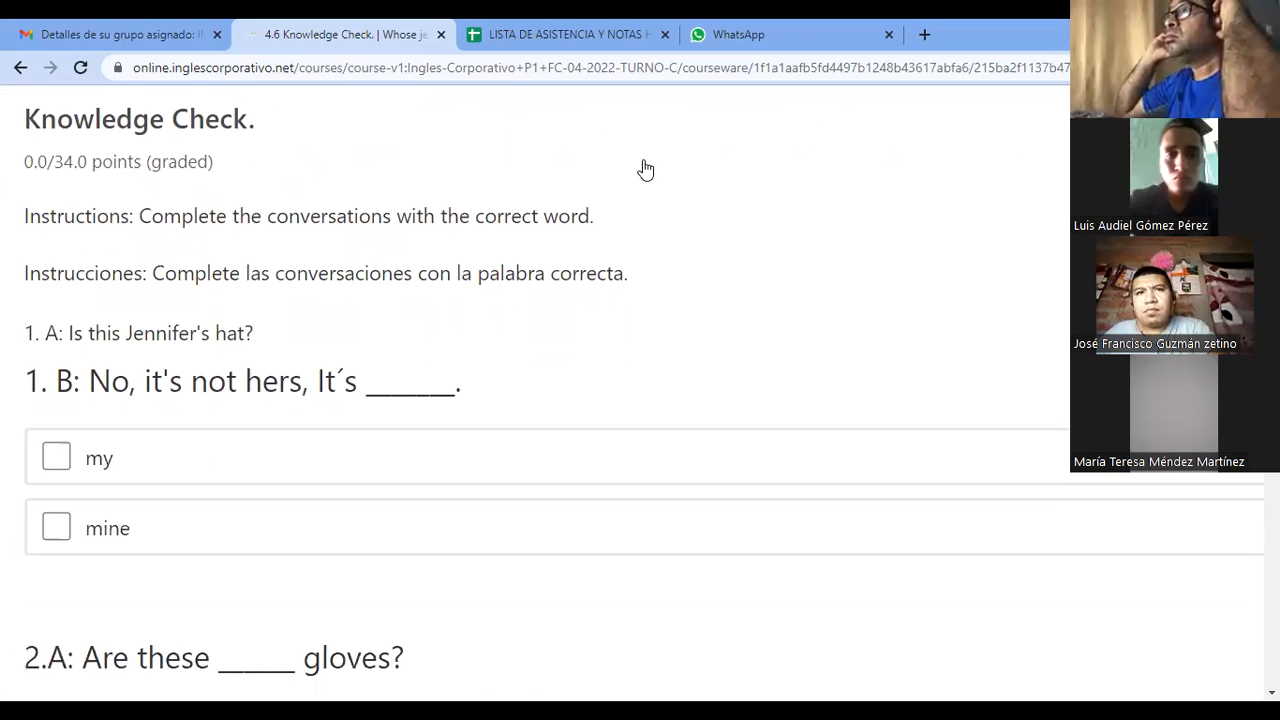 Detalles de su grupo asignado: I
4.6 Knowledge Check. | Whose je
LISTA DE ASISTENCIA Y NOTAS H
WhatsApp
online.inglescorporativo.net/courses/course-v1:Ingles-Corporativo+P1+FC-04-2022-TURNO-C/courseware/1f1a1aafb5fd4497b1248b43617abfa6/215ba2f1137b47
Knowledge Check.
0.0/34.0 points (graded)
Instructions: Complete the conversations with the correct word.
Instrucciones: Complete las conversaciones con la palabra correcta.
1. A: Is this Jennifer's hat?
1. B: No, it's not hers, It´s _______.
my
mine
2.A: Are these ______ gloves?
Luis Audiel Gómez Pérez
José Francisco Guzmán zetino
María Teresa Méndez Martínez